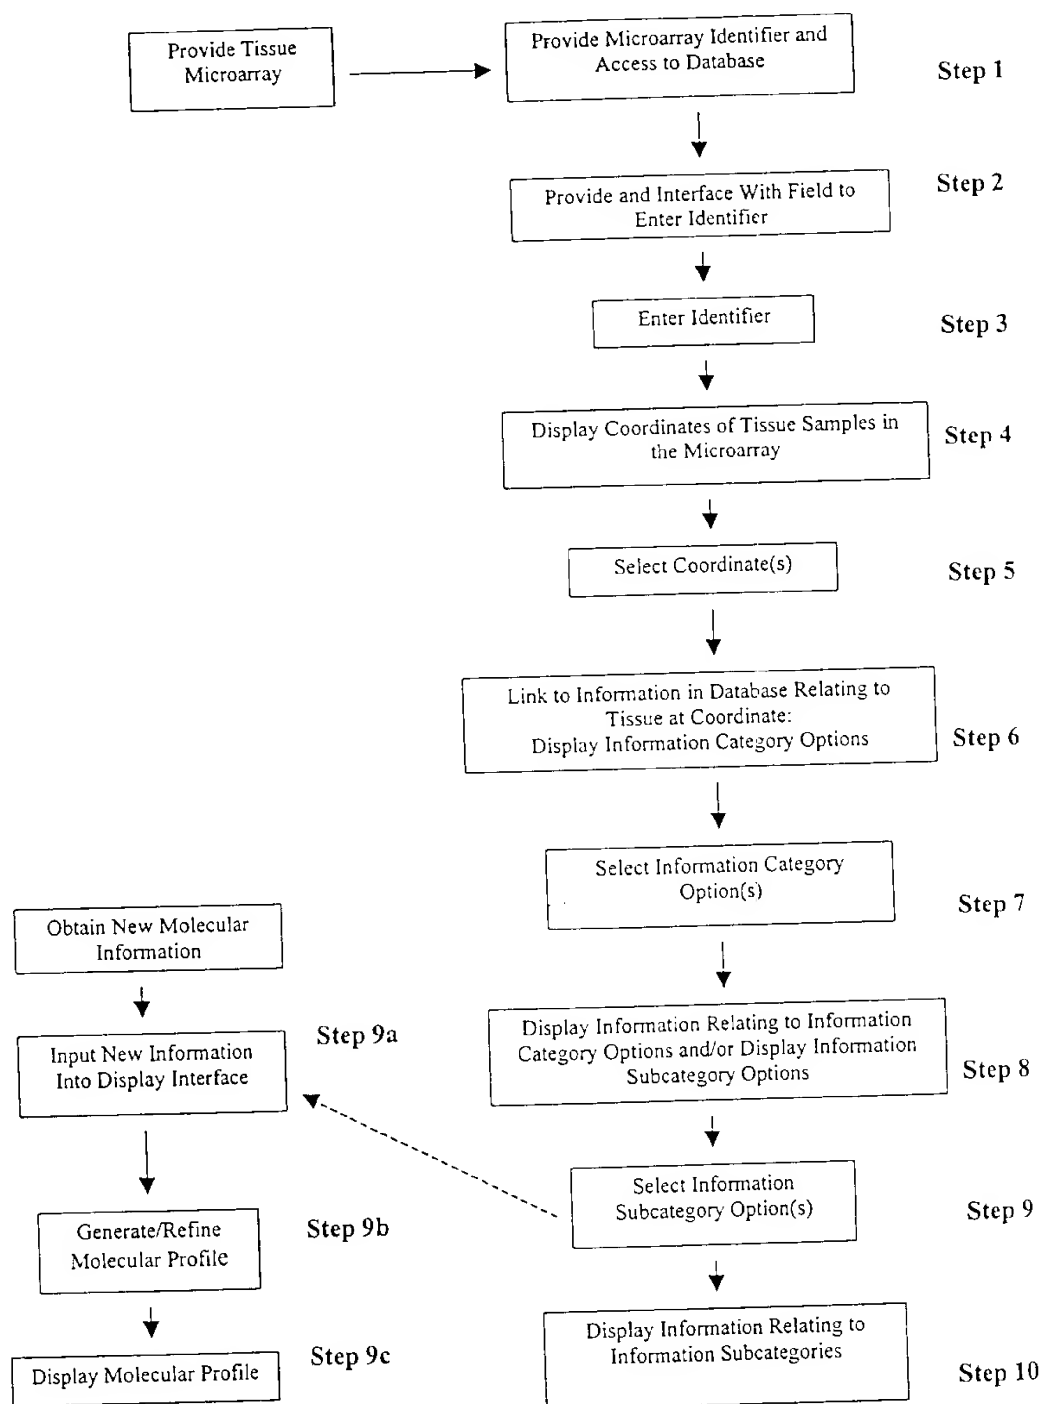 Provide Tissue
Microarray
Provide Microarray Identifier and
Access to Database
Step 1
Provide and Interface With Field to
Enter Identifier
Step 2
Enter Identifier
Step 3
Display Coordinates of Tissue Samples in
the Microarray
Step 4
Select Coordinate(s)
Step 5
Link to Information in Database Relating to
Tissue at Coordinate:
Display Information Category Options
Step 6
Select Information Category
Option(s)
Step 7
Obtain New Molecular
Information
Input New Information
Into Display Interface
Step 9a
Display Information Relating to Information
Category Options and/or Display Information
Subcategory Options
Step 8
Generate/Refine
Molecular Profile
Step 9b
Select Information
Subcategory Option(s)
Step 9
Display Molecular Profile
Step 9c
Display Information Relating to
Information Subcategories
Step 10